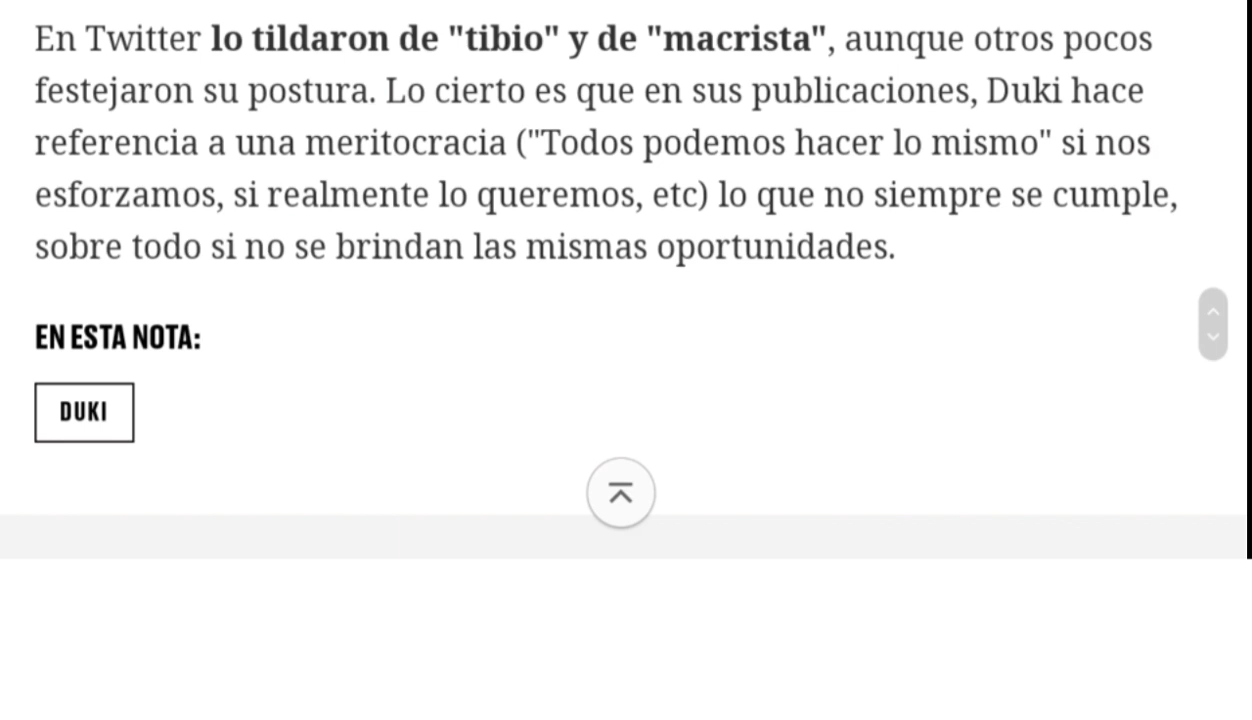 En Twitter lo tildaron de "tibio" y de "macrista", aunque otros pocos
festejaron su postura. Lo cierto es que en sus publicaciones, Duki hace
referencia a una meritocracia ("Todos podemos hacer lo mismo" si nos
esforzamos, si realmente lo queremos, etc) lo que no siempre se cumple,
sobre todo si no se brindan las mismas oportunidades.
EN ESTA NOTA:
DUKI